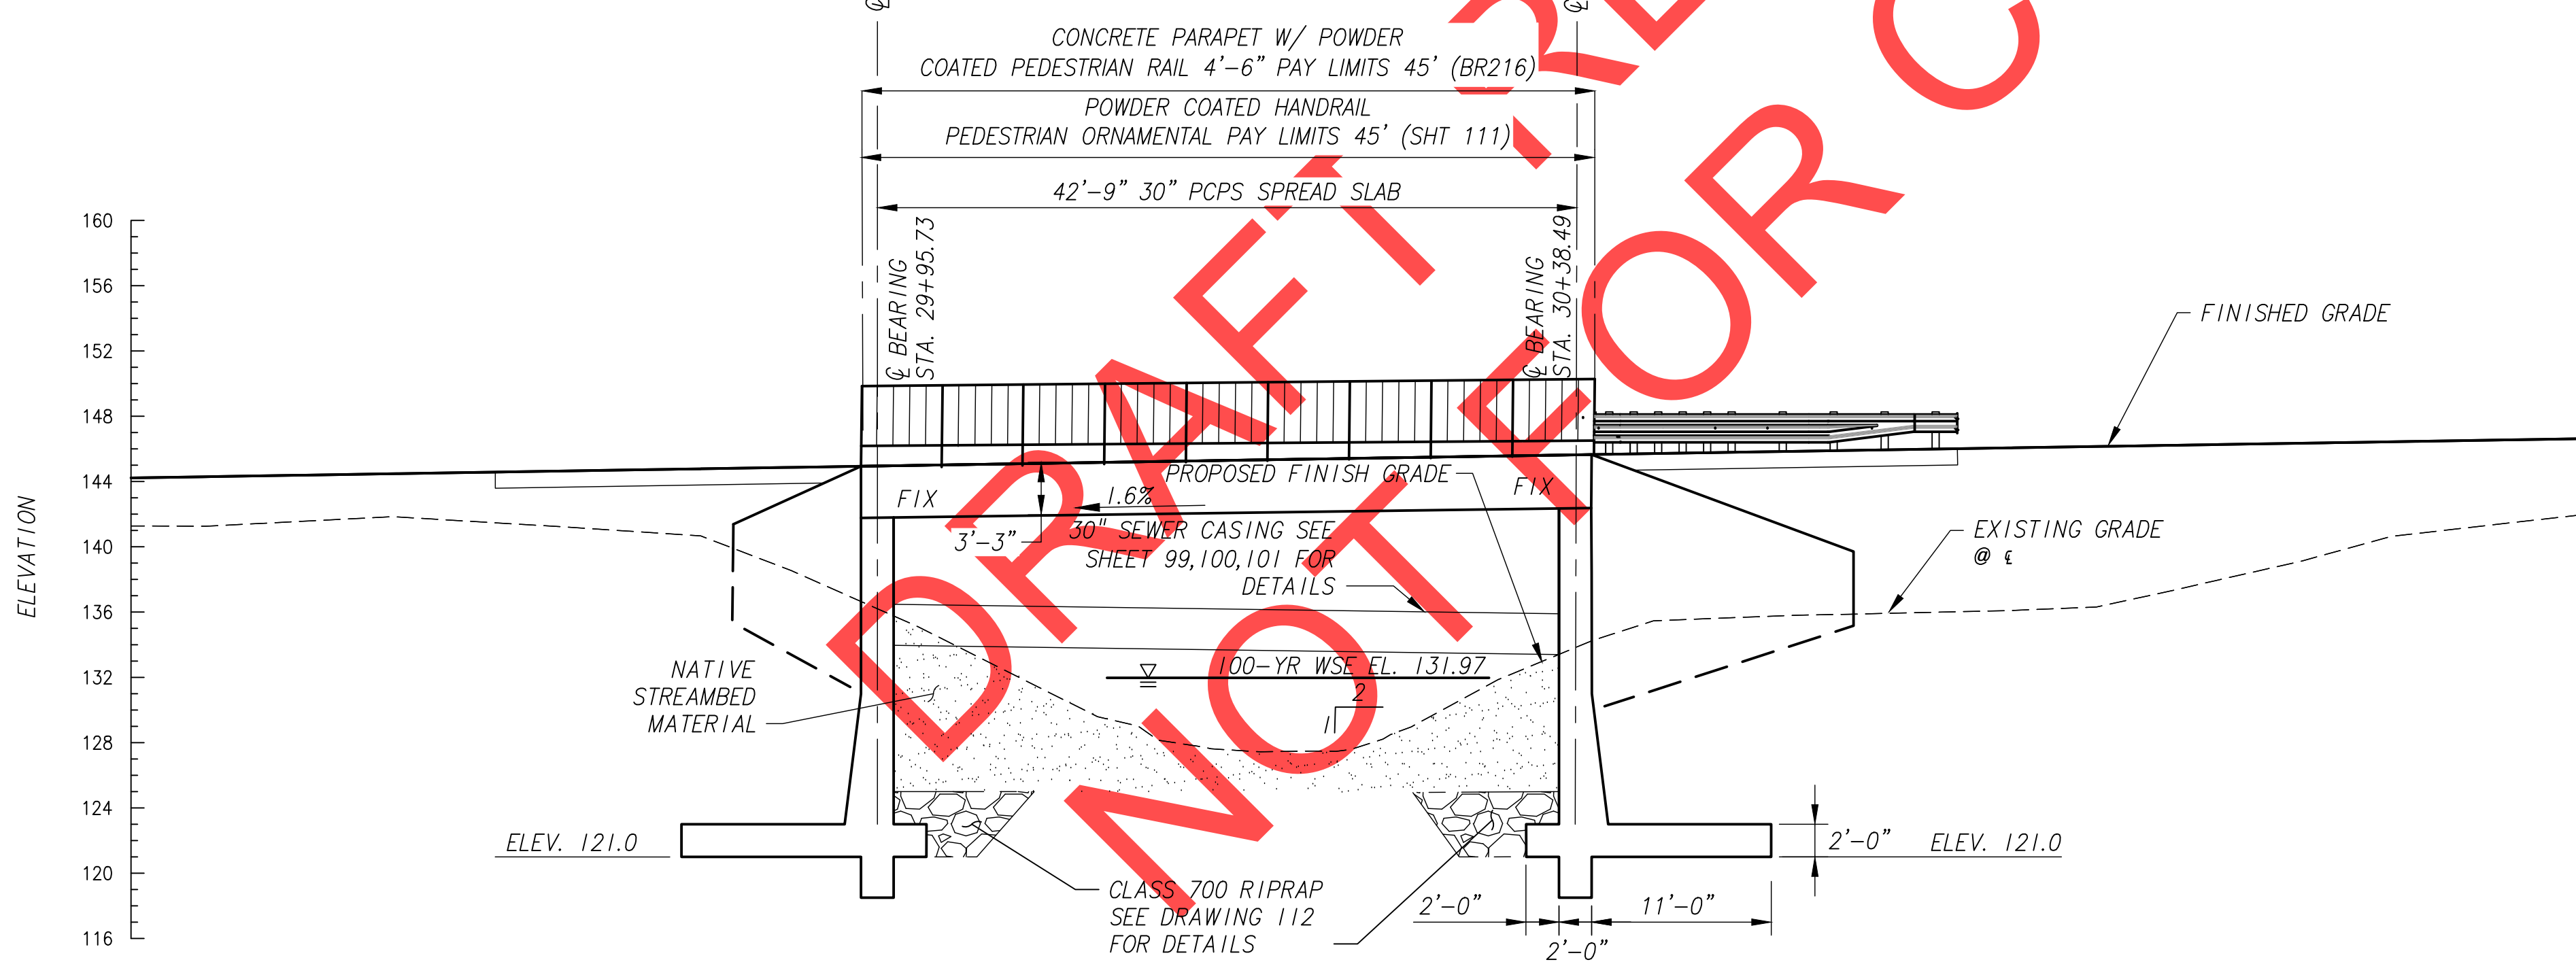 CONCRETE PARAPET W/ POWDER
COATED PEDESTRIAN RAIL 4'-6" PAY LIMITS 45' (BR216)
POWDER COATED HANDRAIL
PEDESTRIAN ORNAMENTAL PAY LIMITS 45' (SHT 111)
42'-9" 30" PCPS SPREAD SLAB
℄ BEARING
STA. 29+95.73
℄ BEARING
STA. 30+38.49
160
156
152
148
144
140
136
132
128
124
120
116
ELEVATION
FINISHED GRADE
PROPOSED FINISH GRADE
FIX
FIX
1.6%
3'-3"
30" SEWER CASING SEE
SHEET 99,100,101 FOR
DETAILS
EXISTING GRADE
@ ℄
NATIVE
STREAMBED
MATERIAL
100-YR WSE EL. 131.97
2
1
ELEV. 121.0
2'-0"
ELEV. 121.0
CLASS 700 RIPRAP
SEE DRAWING 112
FOR DETAILS
2'-0"
11'-0"
2'-0"
DRAFT
NOT FOR C